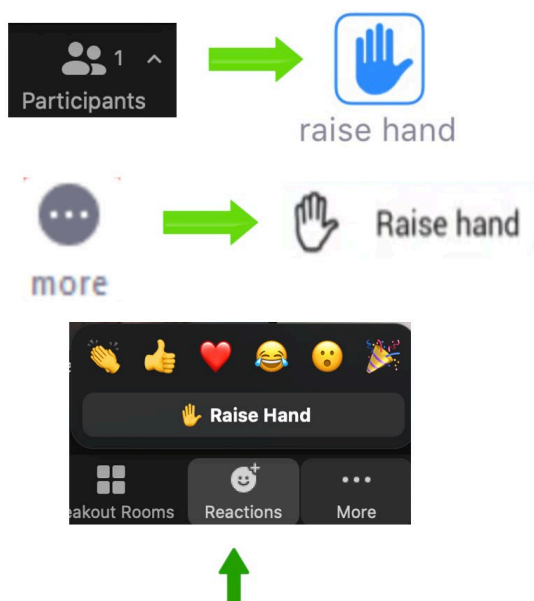 1
Participants
raise hand
more
Raise hand
Raise Hand
eakout Rooms Reactions More